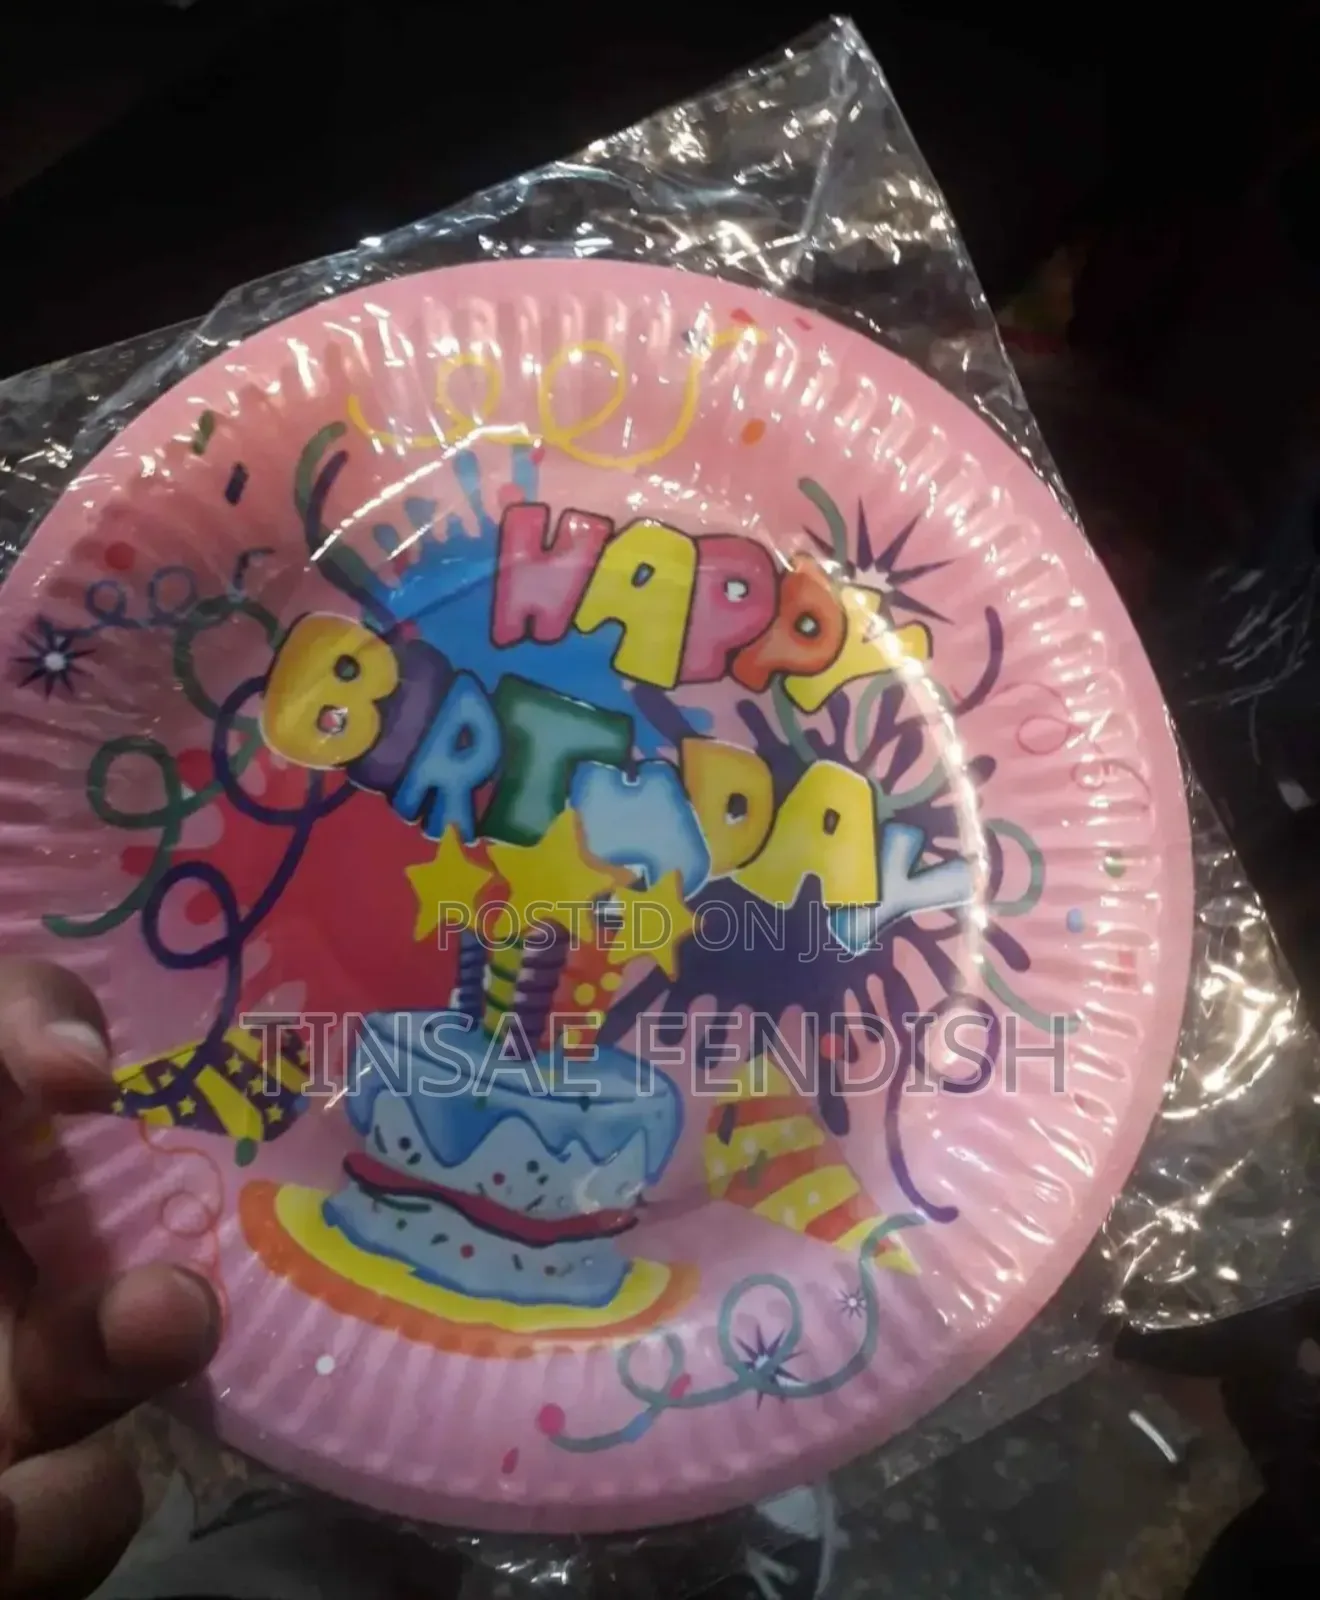 HAPPY
BIRTHDAY
POSTED ON JIJI
TINSAE FENDISH